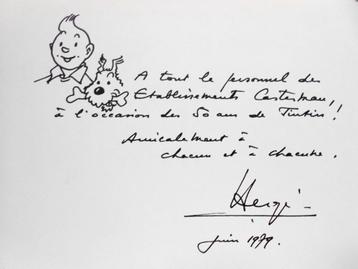 A tout le personnel des
Etablissements Casterman,
à l'occasion des 50 ans de Tintin !
Amicalement à
chacun et à chacune.
Hergé
juin 1979.